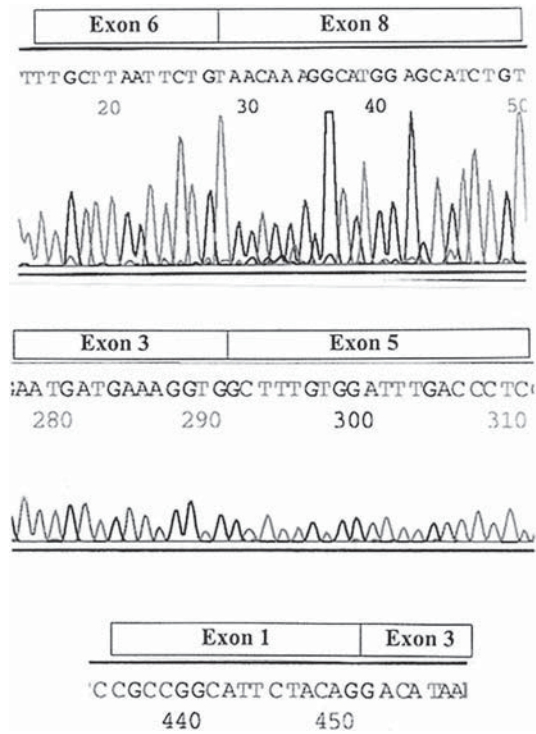 Exon 6 Exon 8
TTTGCTTAATTCTGTAACAAAGGCATGGAGCATCTGT
20 30 40 50
Exon 3 Exon 5
GAATGATGAAAGGTGGCTTTGTGGATTTGACCCTC
280 290 300 310
Exon 1 Exon 3
CCGCCGGCATTCTACAGGACATAA
440 450